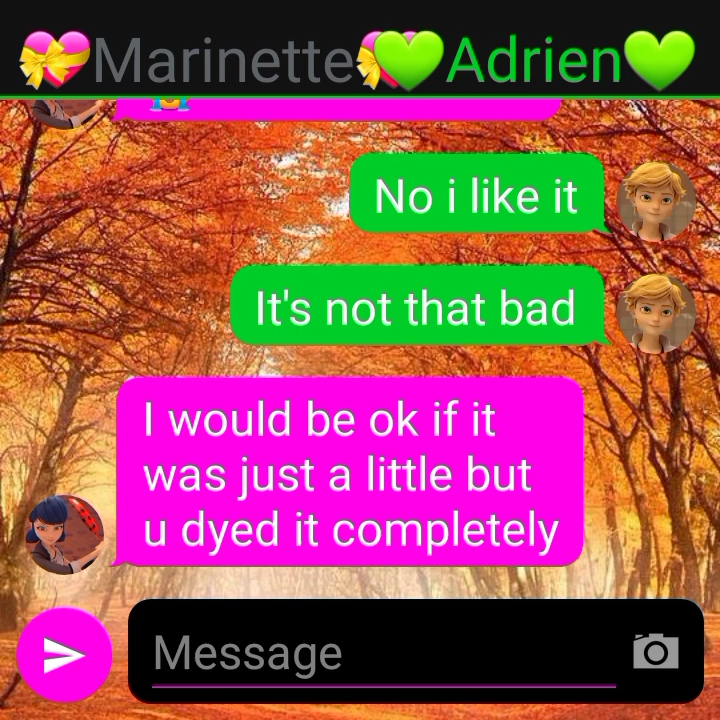 💝Marinette💝💚Adrien💚
No i like it
It's not that bad
I would be ok if it
was just a little but
u dyed it completely
Message